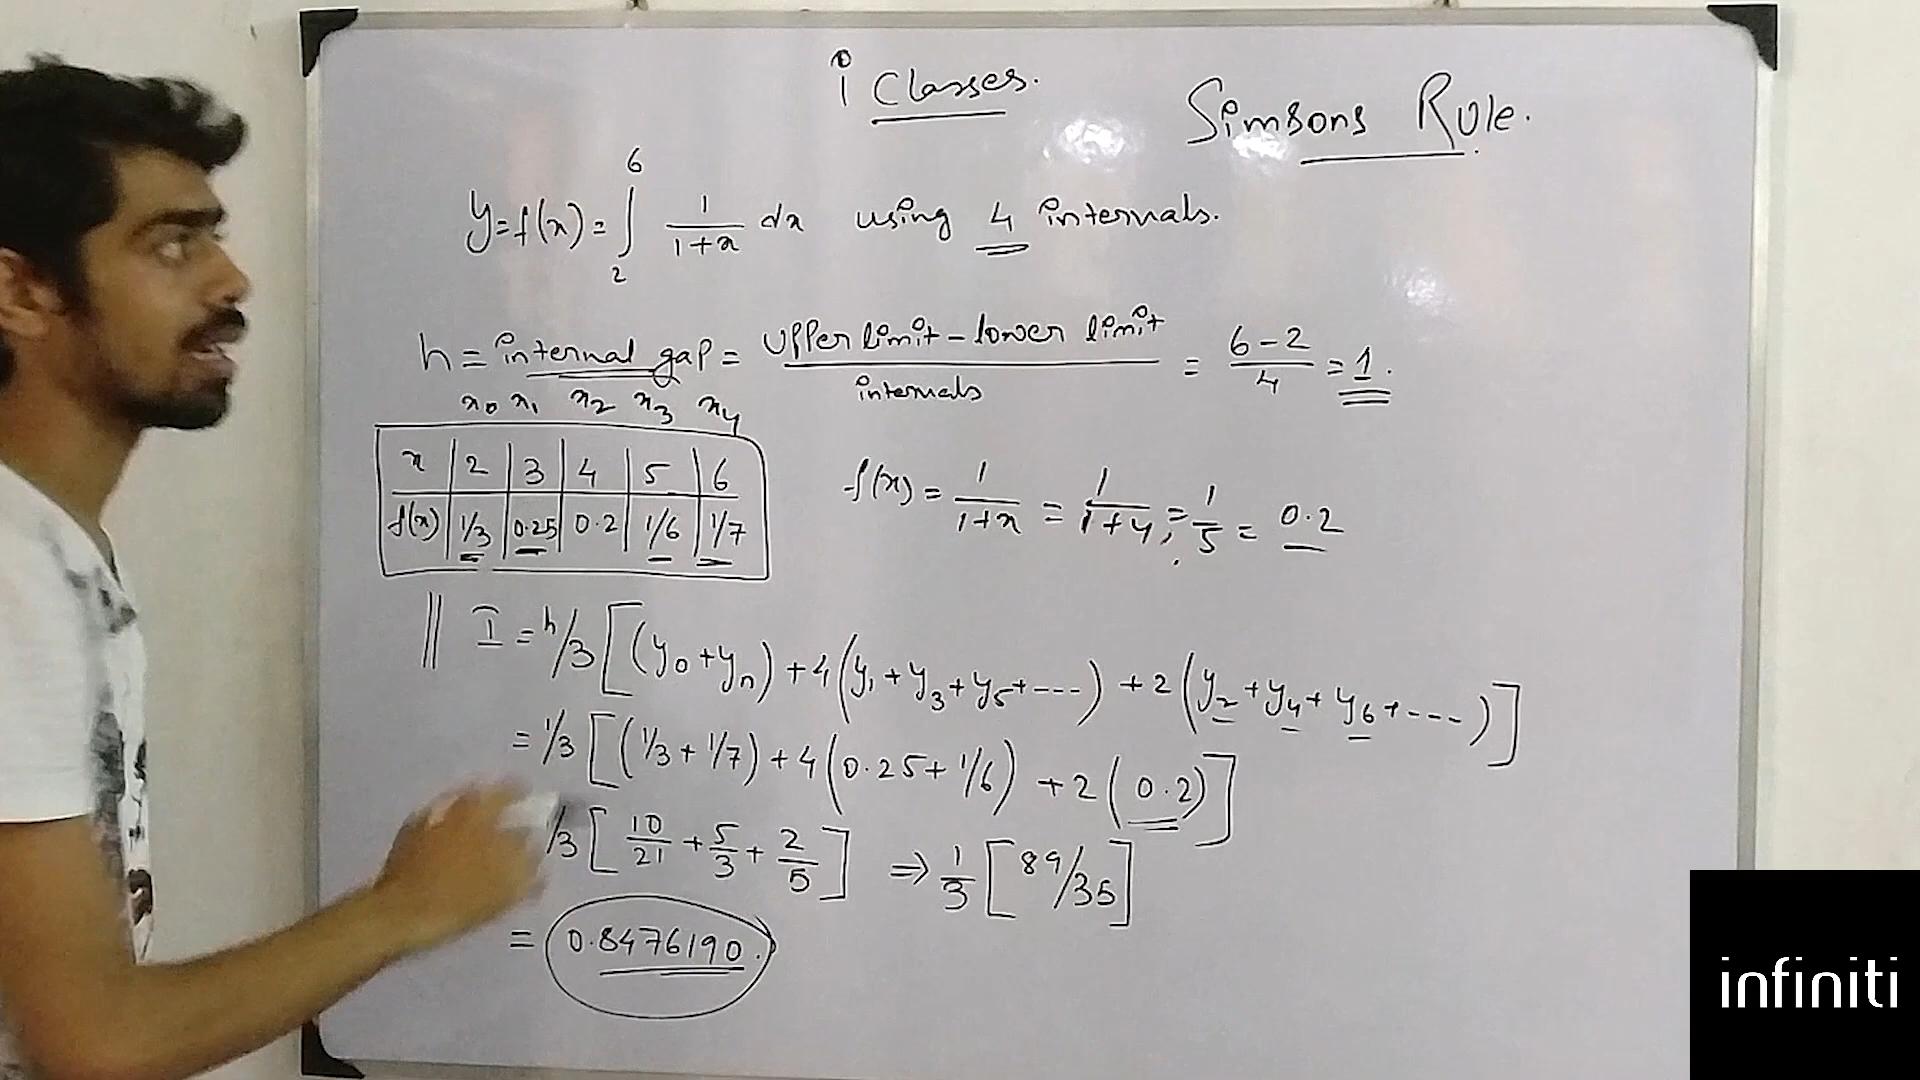 i Classes.
Simsons Rule.
y=f(x)=∫₂⁶ 1/(1+x) dx using 4 intervals.
h = interval gap = (Upper limit - lower limit)/intervals = (6-2)/4 = 1.
x₀ x₁ x₂ x₃ x₄
x | 2 | 3 | 4 | 5 | 6
f(x) | 1/3 | 0.25 | 0.2 | 1/6 | 1/7
f(x) = 1/(1+x) = 1/(1+4) = 1/5 = 0.2
I = h/3 [(y₀+yₙ) + 4(y₁+y₃+y₅+----) + 2(y₂+y₄+y₆+----)]
= 1/3 [(1/3+1/7) + 4(0.25+1/6) + 2(0.2)]
1/3 [10/21 + 5/3 + 2/5] ⇒ 1/3 [89/35]
= 0.8476190.
infiniti